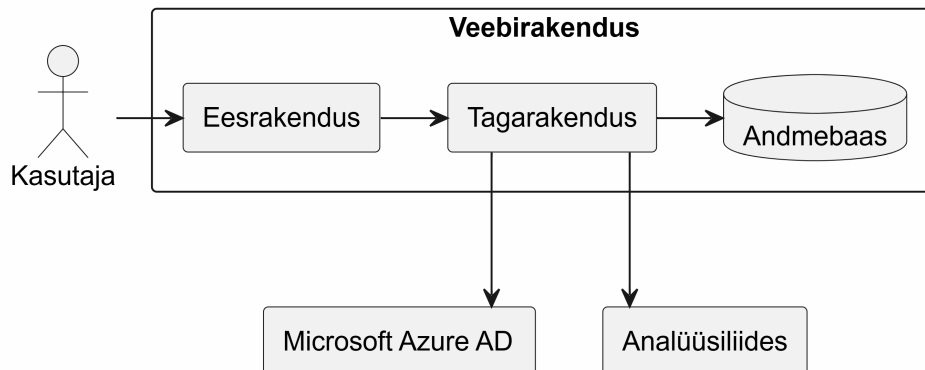 Veebirakendus
Eesrakendus
Tagarakendus
Andmebaas
Kasutaja
Microsoft Azure AD
Analüüsiliides